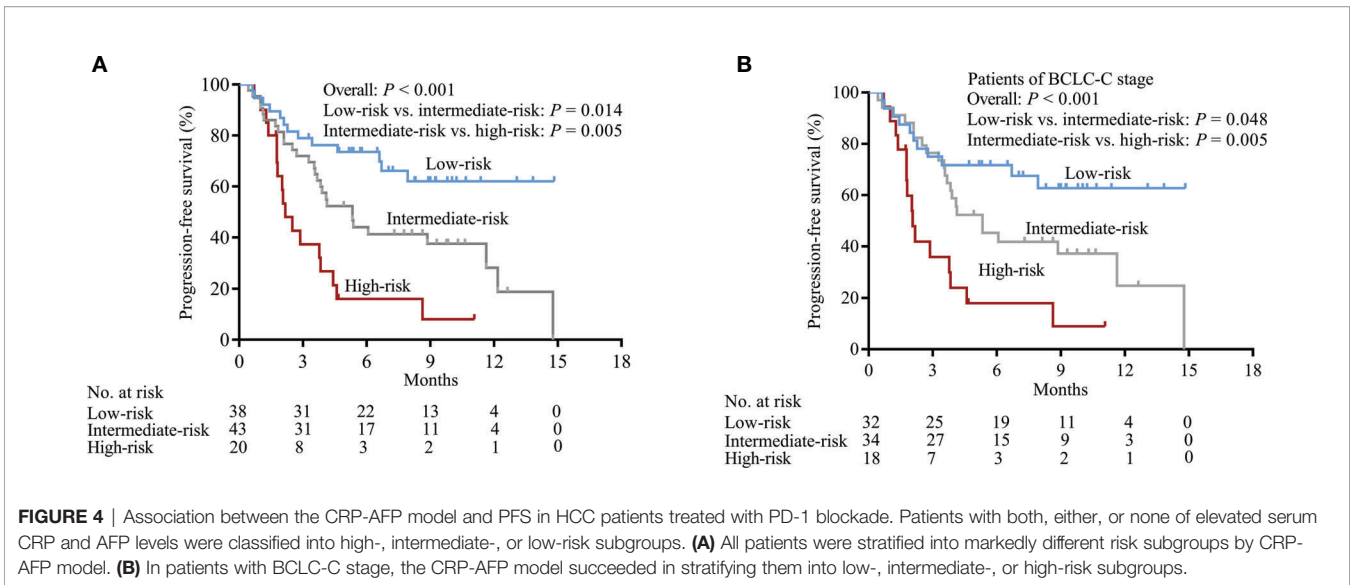 A
Progression-free survival (%)
100
80
60
40
20
0
Overall: P < 0.001
Low-risk vs. intermediate-risk: P = 0.014
Intermediate-risk vs. high-risk: P = 0.005
Low-risk
Intermediate-risk
High-risk
0 3 6 9 12 15 18
Months
No. at risk
Low-risk 38 31 22 13 4 0
Intermediate-risk 43 31 17 11 4 0
High-risk 20 8 3 2 1 0
B
Progression-free survival (%)
100
80
60
40
20
0
Patients of BCLC-C stage
Overall: P < 0.001
Low-risk vs. intermediate-risk: P = 0.048
Intermediate-risk vs. high-risk: P = 0.005
Low-risk
Intermediate-risk
High-risk
0 3 6 9 12 15 18
Months
No. at risk
Low-risk 32 25 19 11 4 0
Intermediate-risk 34 27 15 9 3 0
High-risk 18 7 3 2 1 0
FIGURE 4 | Association between the CRP-AFP model and PFS in HCC patients treated with PD-1 blockade. Patients with both, either, or none of elevated serum
CRP and AFP levels were classified into high-, intermediate-, or low-risk subgroups. (A) All patients were stratified into markedly different risk subgroups by CRP-
AFP model. (B) In patients with BCLC-C stage, the CRP-AFP model succeeded in stratifying them into low-, intermediate-, or high-risk subgroups.